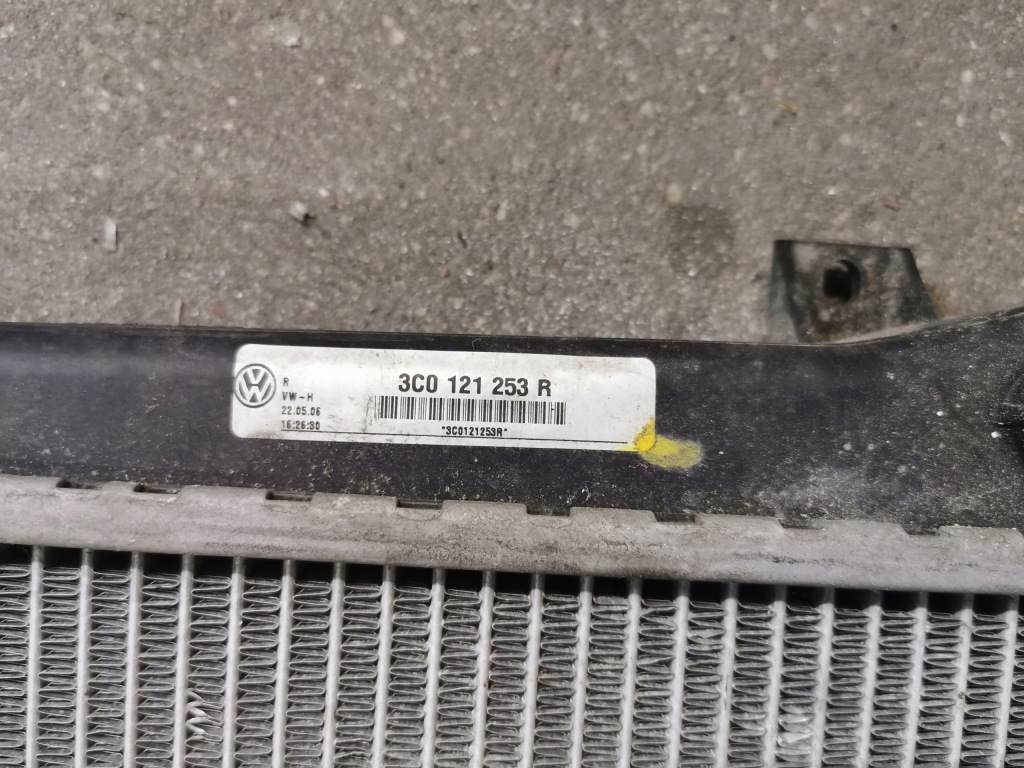 VW
R
VW-H
22.05.06
16:26:30
3C0 121 253 R
*3C0121253R*